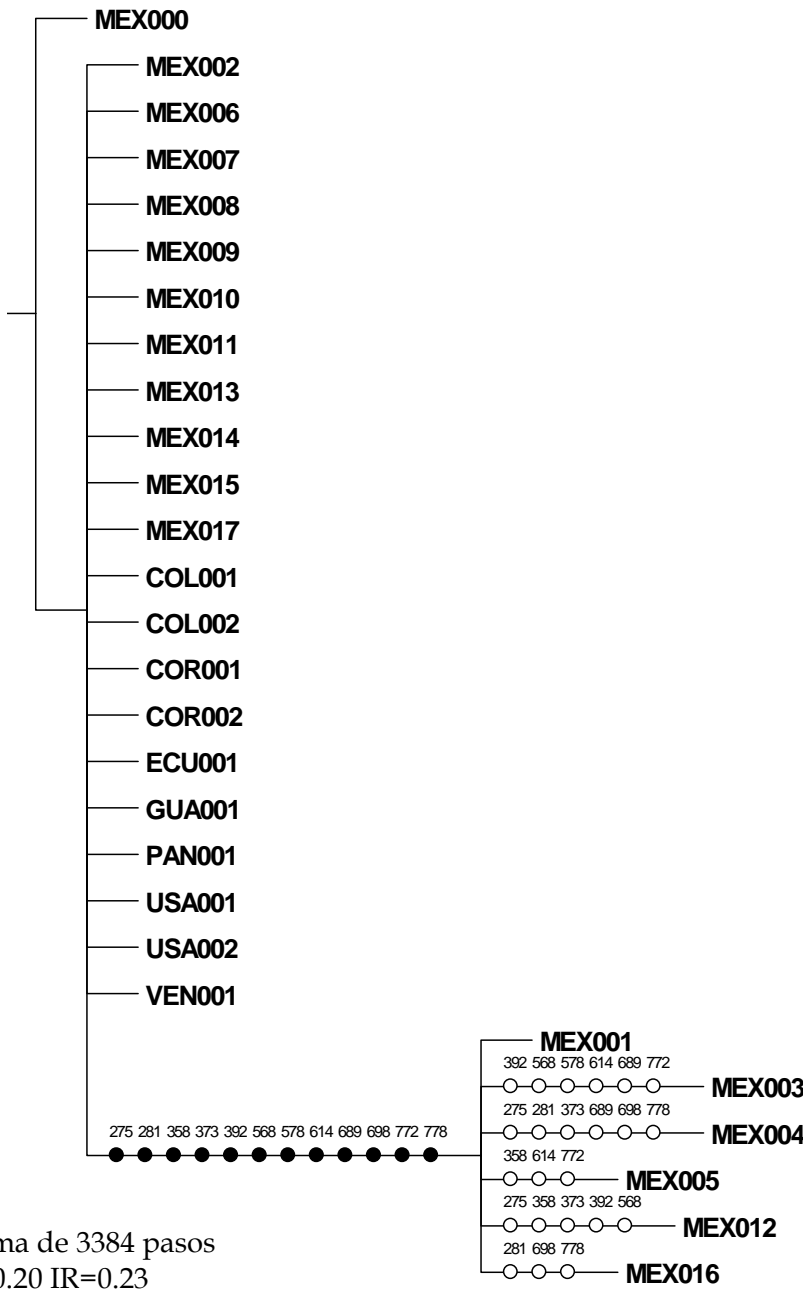 MEX000
MEX002
MEX006
MEX007
MEX008
MEX009
MEX010
MEX011
MEX013
MEX014
MEX015
MEX017
COL001
COL002
COR001
COR002
ECU001
GUA001
PAN001
USA001
USA002
VEN001
MEX001
392 568 578 614 689 772
MEX003
275 281 373 689 698 778
MEX004
275 281 358 373 392 568 578 614 689 698 772 778
358 614 772
MEX005
275 358 373 392 568
MEX012
281 698 778
MEX016
ma de 3384 pasos
0.20 IR=0.23